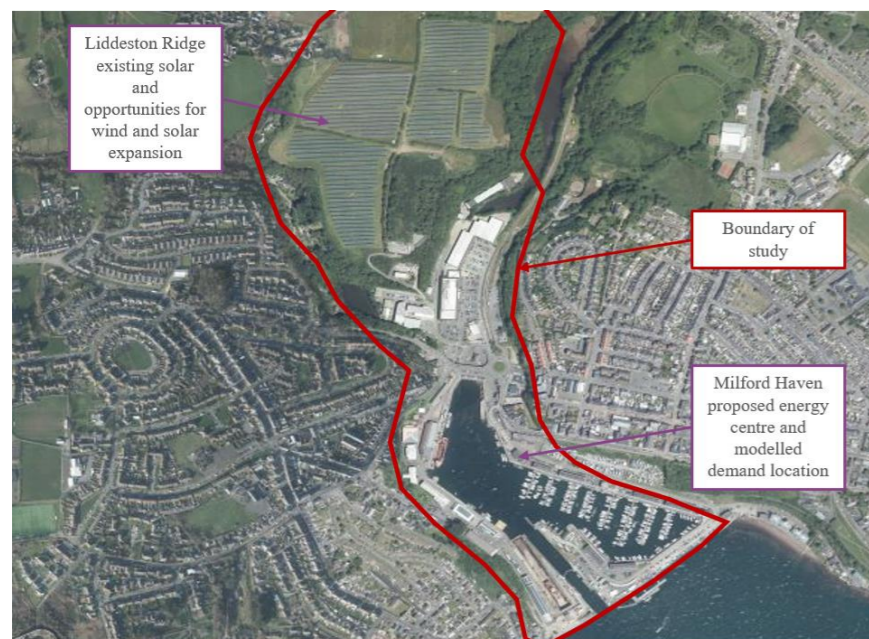 Liddeston Ridge
existing solar
and
opportunities for
wind and solar
expansion
Boundary of
study
Milford Haven
proposed energy
centre and
modelled
demand location